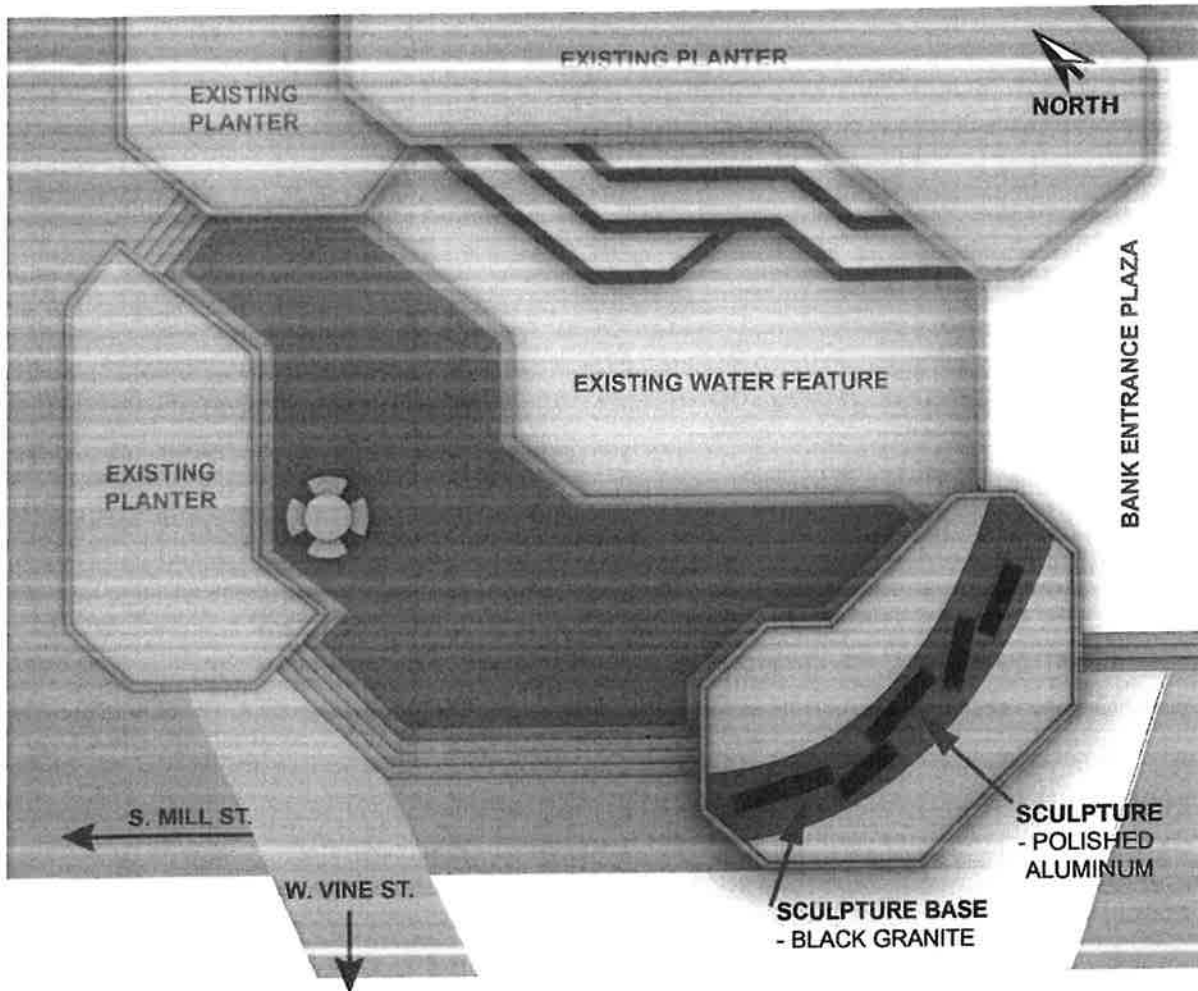 EXISTING PLANTER
NORTH
EXISTING
PLANTER
BANK ENTRANCE PLAZA
EXISTING WATER FEATURE
EXISTING
PLANTER
S. MILL ST.
W. VINE ST.
SCULPTURE
- POLISHED
ALUMINUM
SCULPTURE BASE
- BLACK GRANITE